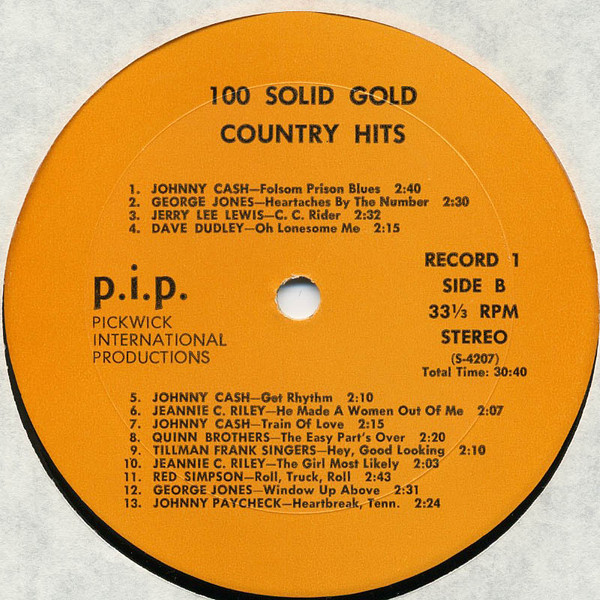 100 SOLID GOLD
COUNTRY HITS
1. JOHNNY CASH—Folsom Prison Blues 2:40
2. GEORGE JONES—Heartaches By The Number 2:30
3. JERRY LEE LEWIS—C. C. Rider 2:32
4. DAVE DUDLEY—Oh Lonesome Me 2:15
p.i.p.
PICKWICK
INTERNATIONAL
PRODUCTIONS
RECORD 1
SIDE B
33⅓ RPM
STEREO
(S-4207)
Total Time: 30:40
5. JOHNNY CASH—Get Rhythm 2:10
6. JEANNIE C. RILEY—He Made A Women Out Of Me 2:07
7. JOHNNY CASH—Train Of Love 2:15
8. QUINN BROTHERS—The Easy Part's Over 2:20
9. TILLMAN FRANK SINGERS—Hey, Good Looking 2:10
10. JEANNIE C. RILEY—The Girl Most Likely 2:03
11. RED SIMPSON—Roll, Truck, Roll 2:43
12. GEORGE JONES—Window Up Above 2:31
13. JOHNNY PAYCHECK—Heartbreak, Tenn. 2:24